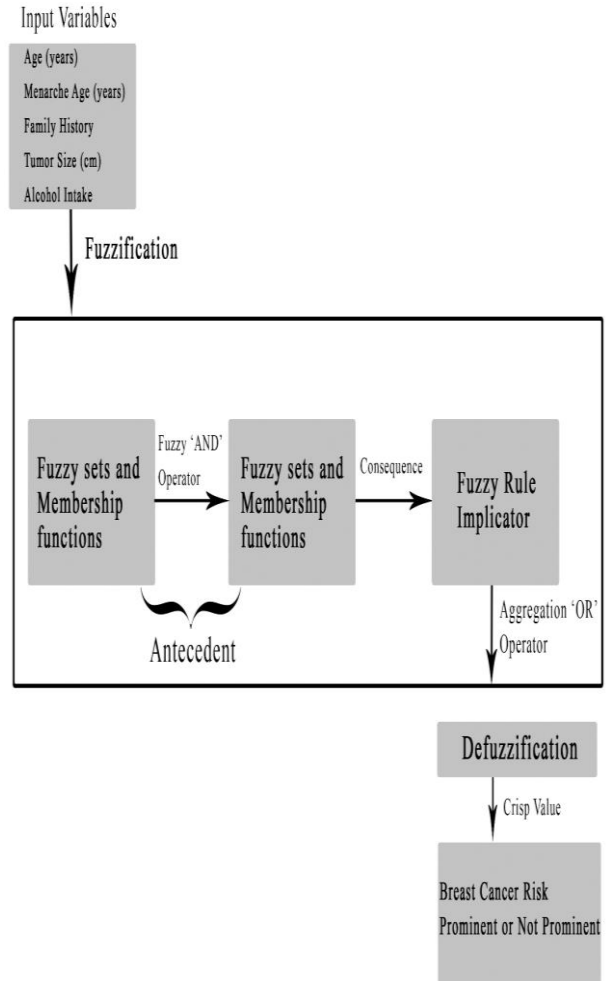 Input Variables
Age (years)
Menarche Age (years)
Family History
Tumor Size (cm)
Alcohol Intake
Fuzzification
Fuzzy sets and
Membership
functions
Fuzzy ‘AND’
Operator
Fuzzy sets and
Membership
functions
Consequence
Fuzzy Rule
Implicator
Antecedent
Aggregation ‘OR’
Operator
Defuzzification
Crisp Value
Breast Cancer Risk
Prominent or Not Prominent